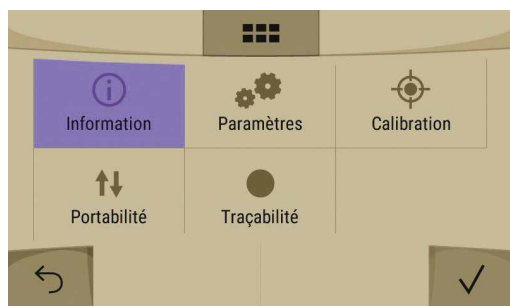 Information
Paramètres
Calibration
Portabilité
Traçabilité